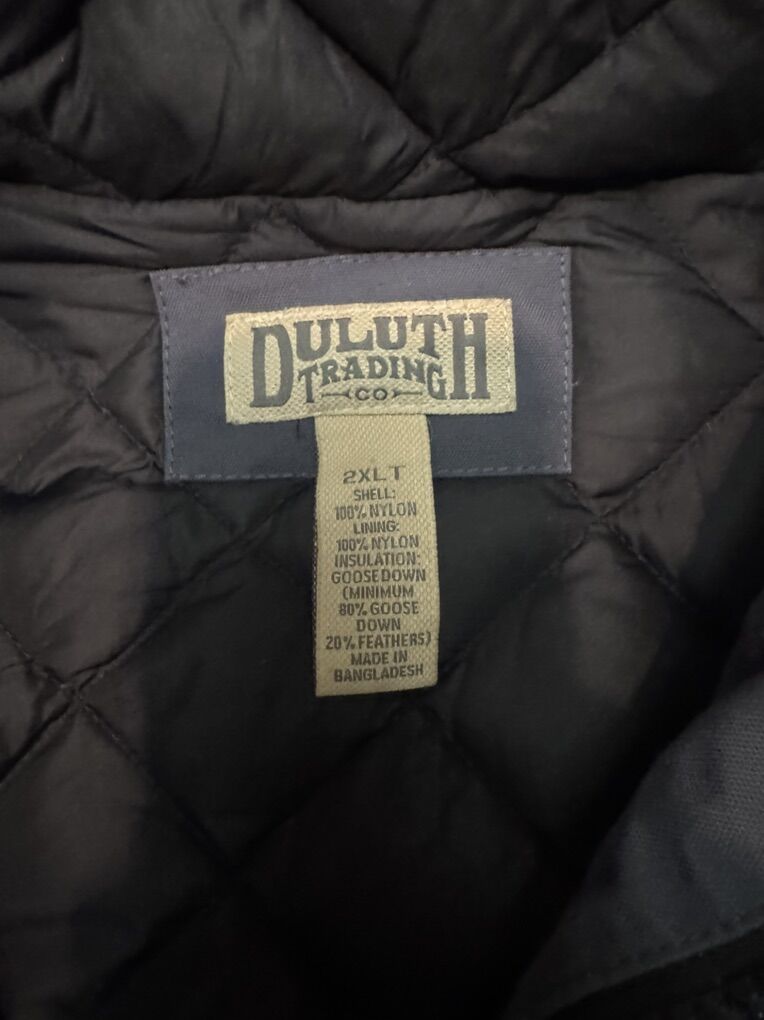 DULUTH
TRADING
CO
2XLT
SHELL:
100% NYLON
LINING:
100% NYLON
INSULATION:
GOOSE DOWN
(MINIMUM
80% GOOSE
DOWN
20% FEATHERS)
MADE IN
BANGLADESH